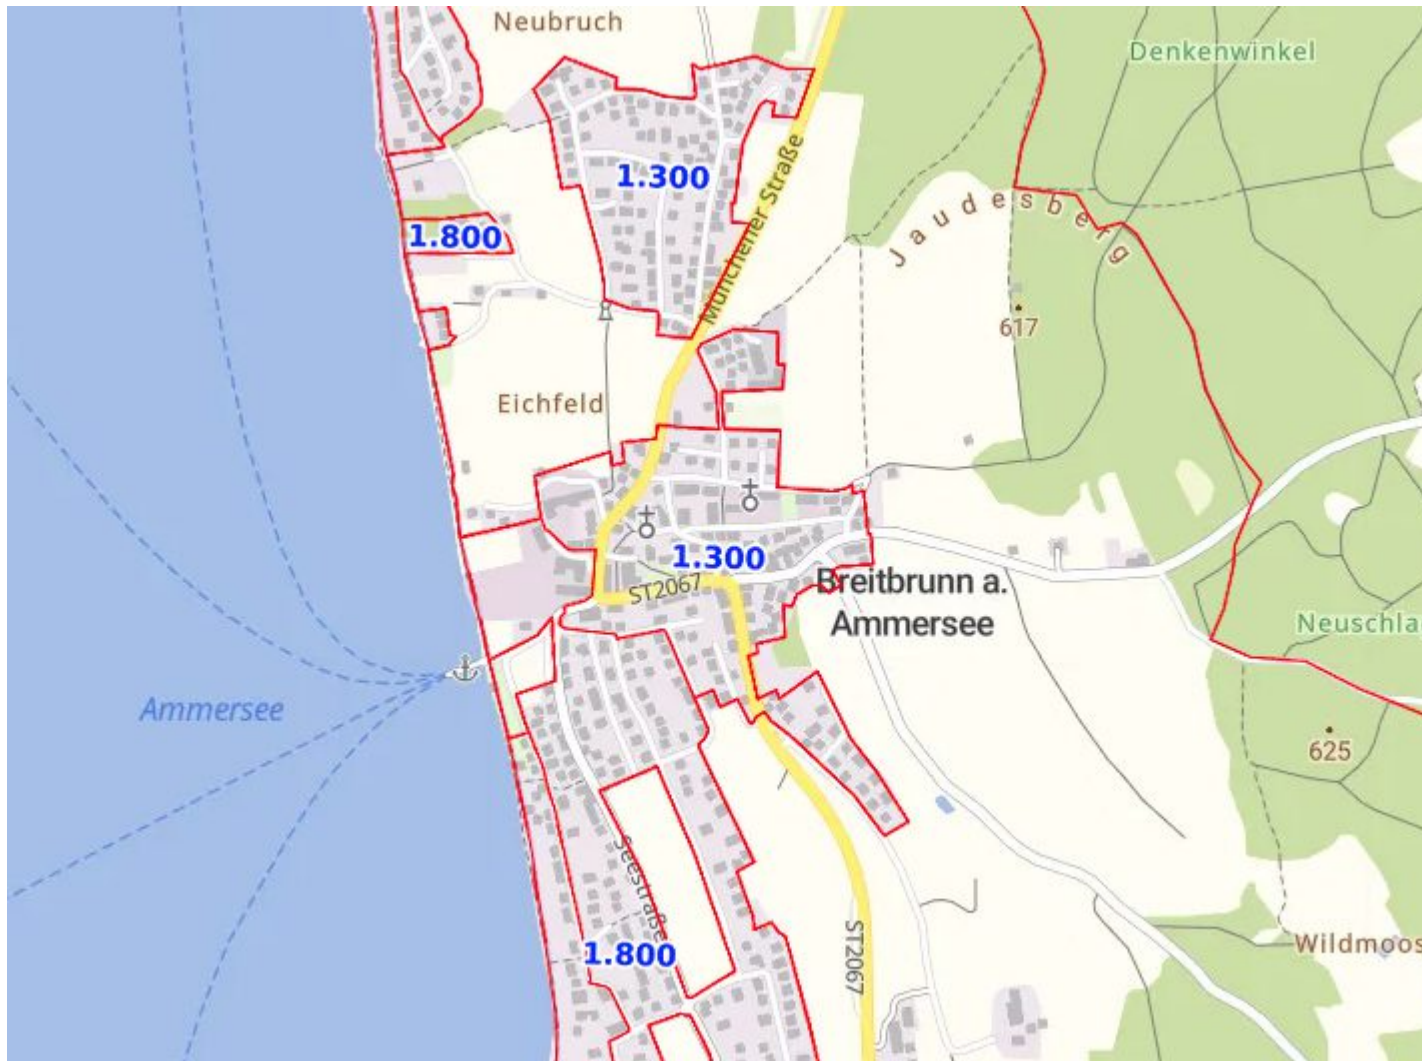 Neubruch
Denkenwinkel
1.300
Münchener Straße
Jaudesberg
1.800
617
Eichfeld
1.300
ST2067
Breitbrunn a.
Ammersee
Neuschla
Ammersee
625
Seestraße
1.800
ST2067
Wildmoos